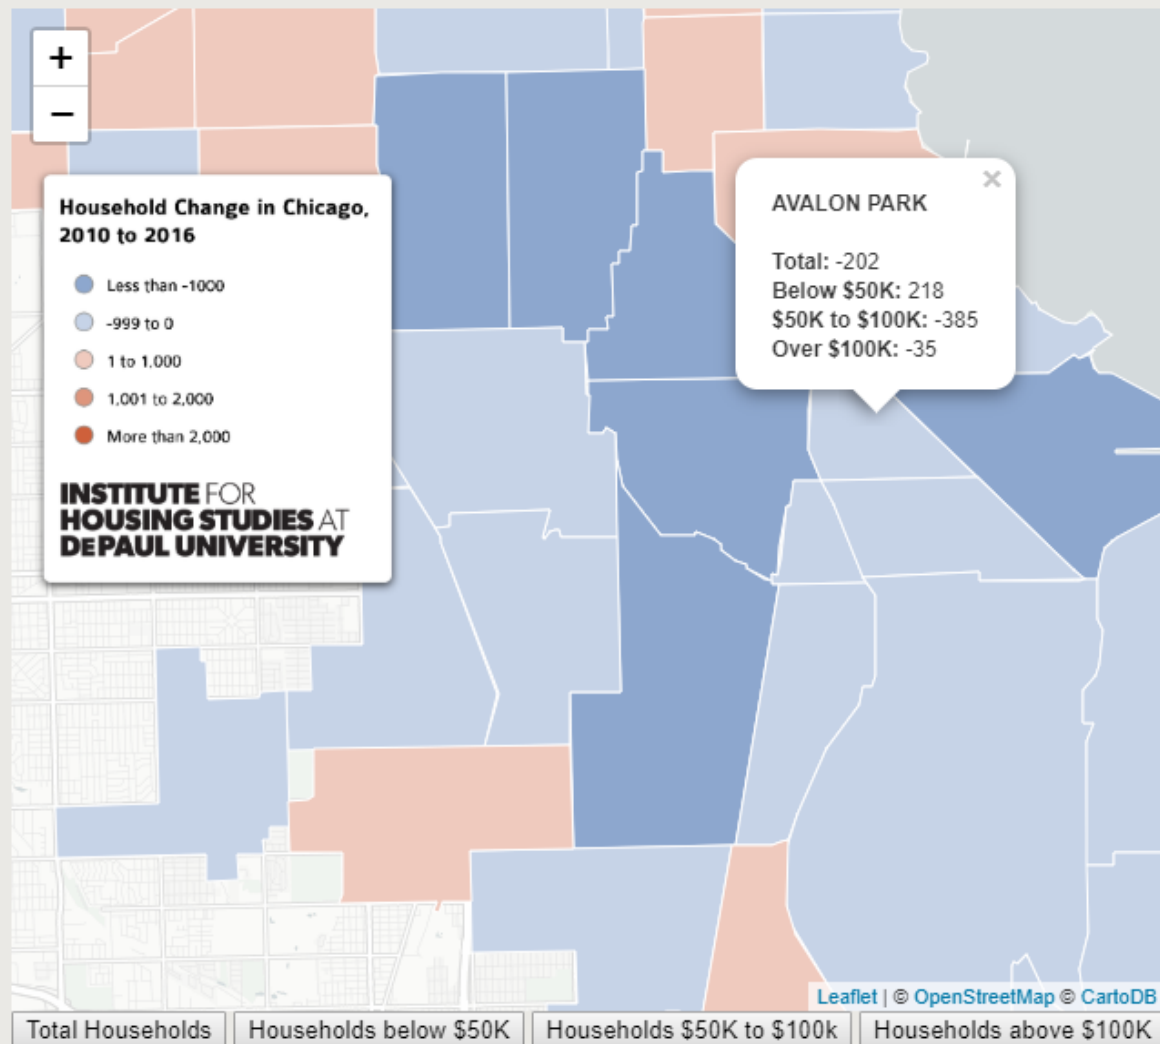 +
−
Household Change in Chicago,
2010 to 2016
Less than -1000
-999 to 0
1 to 1,000
1,001 to 2,000
More than 2,000
INSTITUTE FOR
HOUSING STUDIES AT
DEPAUL UNIVERSITY
×
AVALON PARK
Total: -202
Below $50K: 218
$50K to $100K: -385
Over $100K: -35
Leaflet | © OpenStreetMap © CartoDB
Total Households
Households below $50K
Households $50K to $100k
Households above $100K